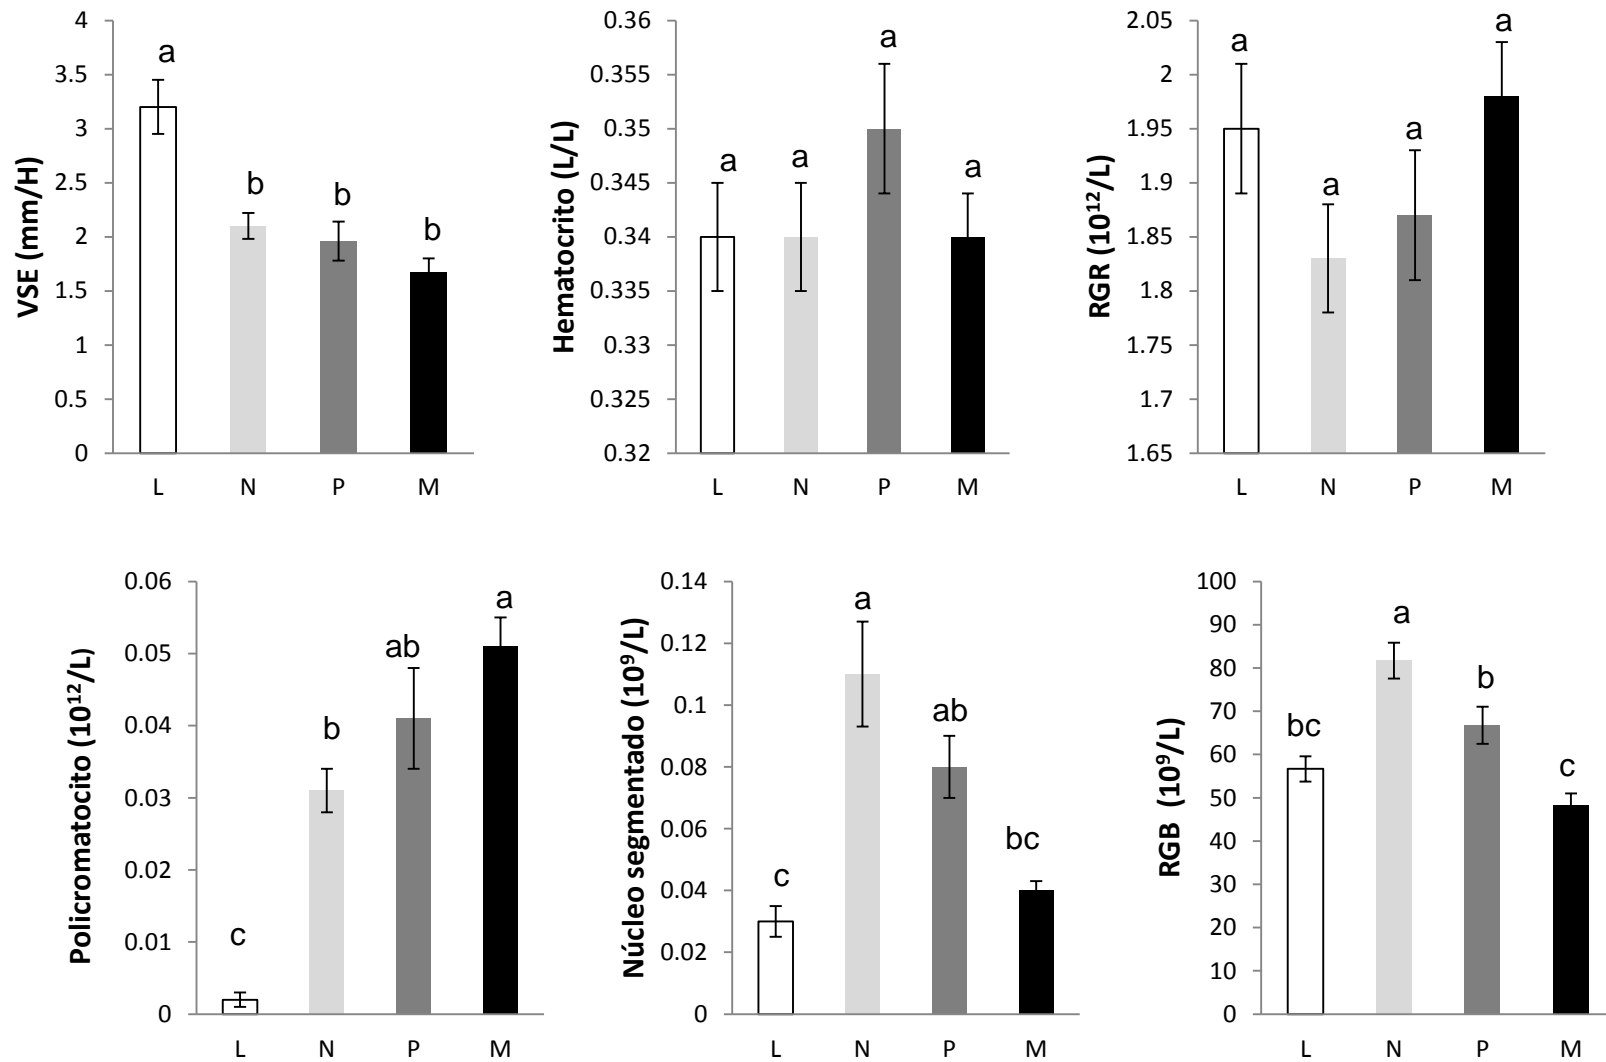 VSE (mm/H)
4
3.5
3
2.5
2
1.5
1
0.5
0
a
b
b
b
L N P M
Hematocrito (L/L)
0.36
0.355
0.35
0.345
0.34
0.335
0.33
0.325
0.32
a
a
a
a
L N P M
RGR (10¹²/L)
2.05
2
1.95
1.9
1.85
1.8
1.75
1.7
1.65
a
a
a
a
L N P M
Policromatocito (10¹²/L)
0.06
0.05
0.04
0.03
0.02
0.01
0
c
b
ab
a
L N P M
Núcleo segmentado (10⁹/L)
0.14
0.12
0.1
0.08
0.06
0.04
0.02
0
c
a
ab
bc
L N P M
RGB (10⁹/L)
100
90
80
70
60
50
40
30
20
10
0
bc
a
b
c
L N P M